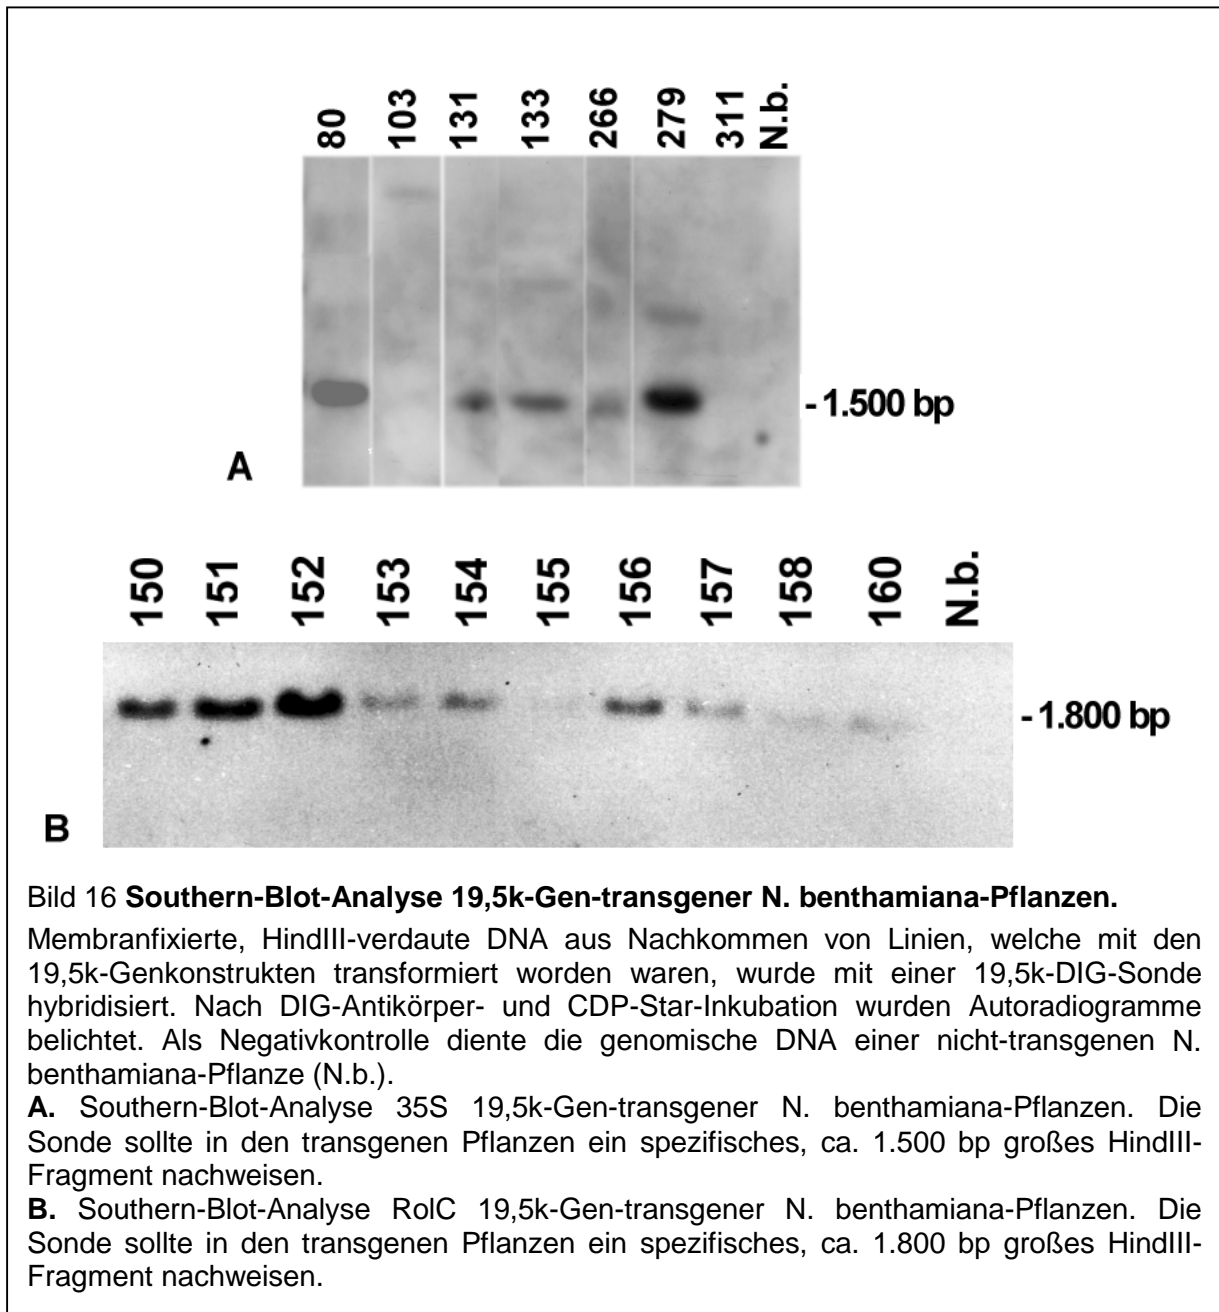 80 103 131 133 266 279 311 N.b.
- 1.500 bp
A
150 151 152 153 154 155 156 157 158 160 N.b.
- 1.800 bp
B
Bild 16 Southern-Blot-Analyse 19,5k-Gen-transgener N. benthamiana-Pflanzen.
Membranfixierte, HindIII-verdaute DNA aus Nachkommen von Linien, welche mit den
19,5k-Genkonstrukten transformiert worden waren, wurde mit einer 19,5k-DIG-Sonde
hybridisiert. Nach DIG-Antikörper- und CDP-Star-Inkubation wurden Autoradiogramme
belichtet. Als Negativkontrolle diente die genomische DNA einer nicht-transgenen N.
benthamiana-Pflanze (N.b.).
A. Southern-Blot-Analyse 35S 19,5k-Gen-transgener N. benthamiana-Pflanzen. Die
Sonde sollte in den transgenen Pflanzen ein spezifisches, ca. 1.500 bp großes HindIII-
Fragment nachweisen.
B. Southern-Blot-Analyse RolC 19,5k-Gen-transgener N. benthamiana-Pflanzen. Die
Sonde sollte in den transgenen Pflanzen ein spezifisches, ca. 1.800 bp großes HindIII-
Fragment nachweisen.